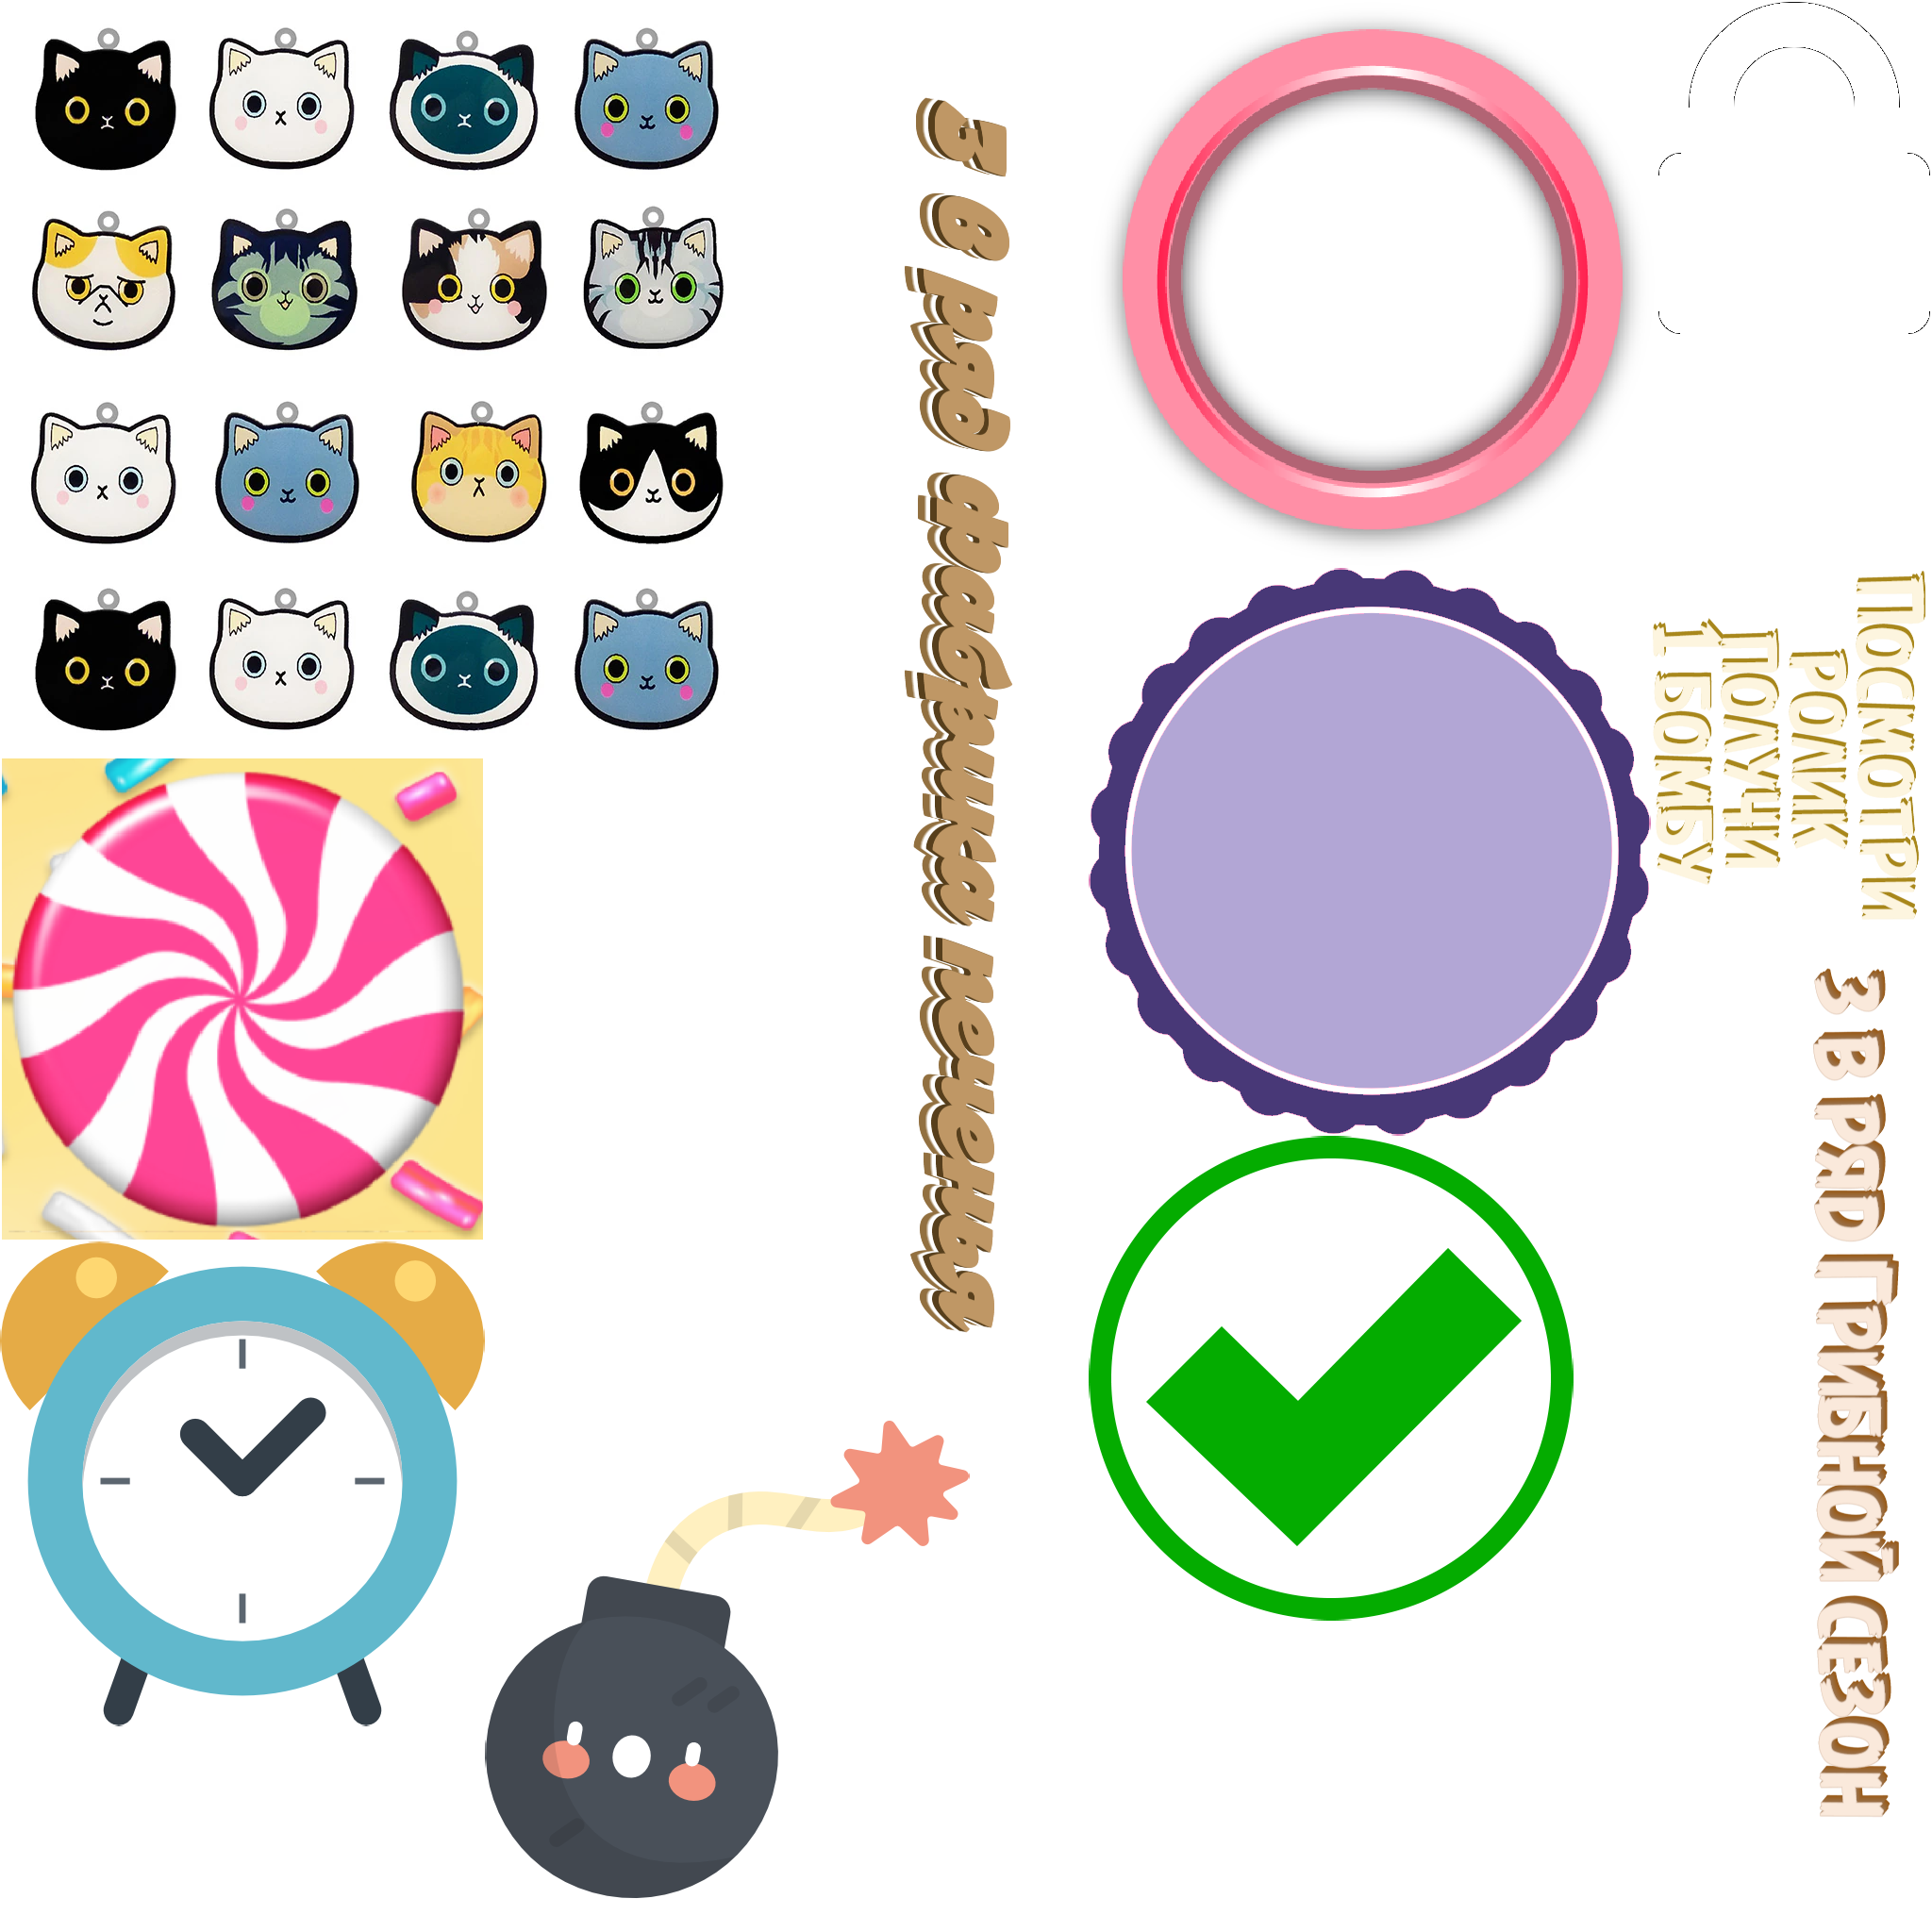 3 в ряд фабрика печенья
ПОСМОТРИ
РОЛИК
ПОЛУЧИ
1 БОМБУ
3 В РЯД ГРИБНОЙ СЕЗОН